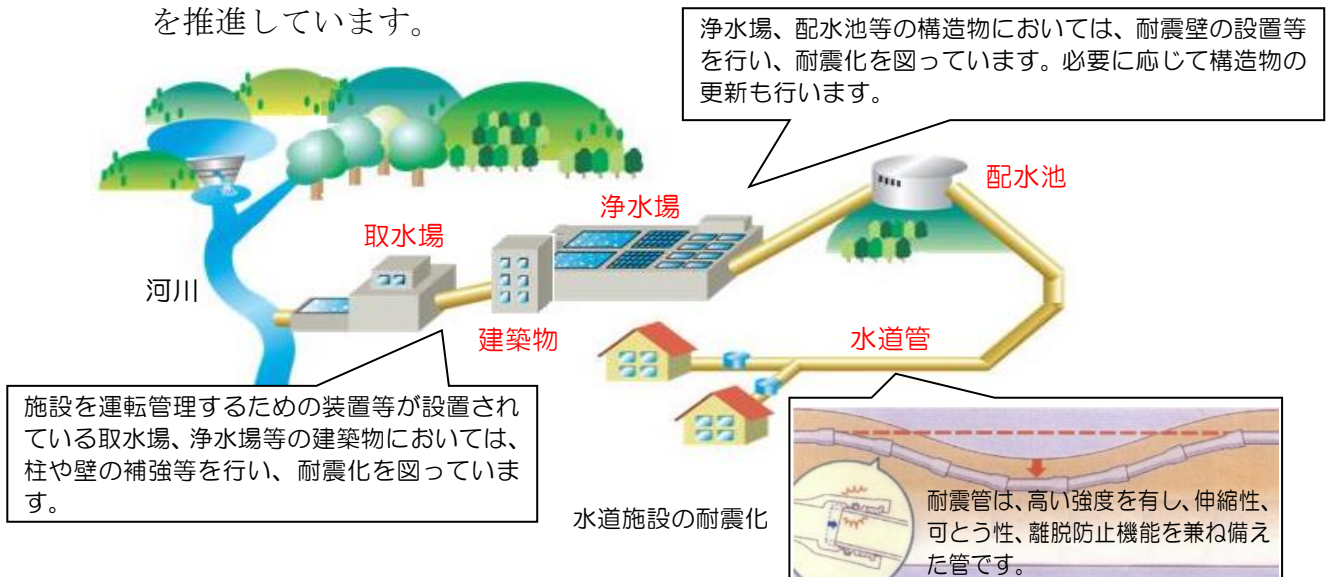 を推進しています。
浄水場、配水池等の構造物においては、耐震壁の設置等
を行い、耐震化を図っています。必要に応じて構造物の
更新も行います。
配水池
浄水場
取水場
河川
建築物
水道管
施設を運転管理するための装置等が設置され
ている取水場、浄水場等の建築物においては、
柱や壁の補強等を行い、耐震化を図っていま
す。
耐震管は、高い強度を有し、伸縮性、
可とう性、離脱防止機能を兼ね備え
た管です。
水道施設の耐震化